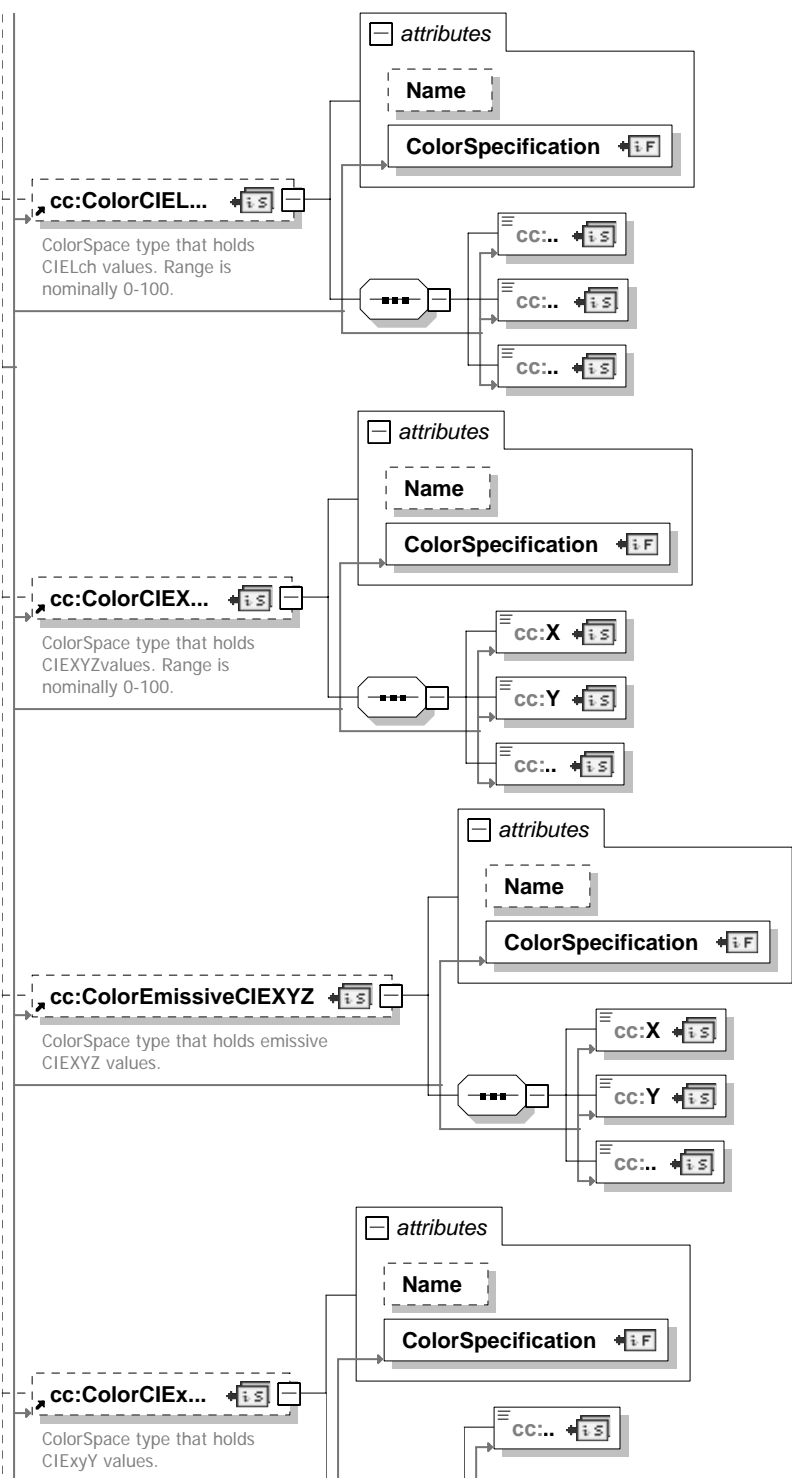 attributes
Name
ColorSpecification
cc:ColorCIEL...
ColorSpace type that holds
CIELch values. Range is
nominally 0-100.
cc:..
cc:..
cc:..
attributes
Name
ColorSpecification
cc:ColorCIEX...
ColorSpace type that holds
CIEXYZvalues. Range is
nominally 0-100.
cc:X
cc:Y
cc:..
attributes
Name
ColorSpecification
cc:ColorEmissiveCIEXYZ
ColorSpace type that holds emissive
CIEXYZ values.
cc:X
cc:Y
cc:..
attributes
Name
ColorSpecification
cc:ColorCIEx...
ColorSpace type that holds
CIExyY values.
cc:..